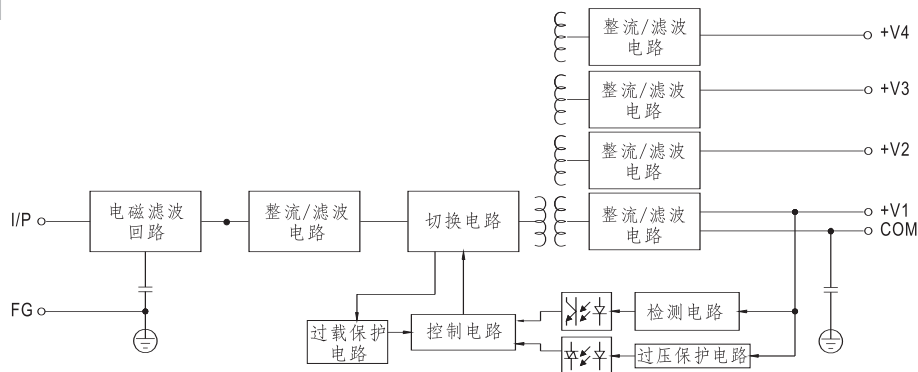 整流/滤波
电路
+V4
整流/滤波
电路
+V3
整流/滤波
电路
+V2
I/P
电磁滤波
回路
整流/滤波
电路
切换电路
整流/滤波
电路
+V1
COM
FG
过载保护
电路
控制电路
检测电路
过压保护电路